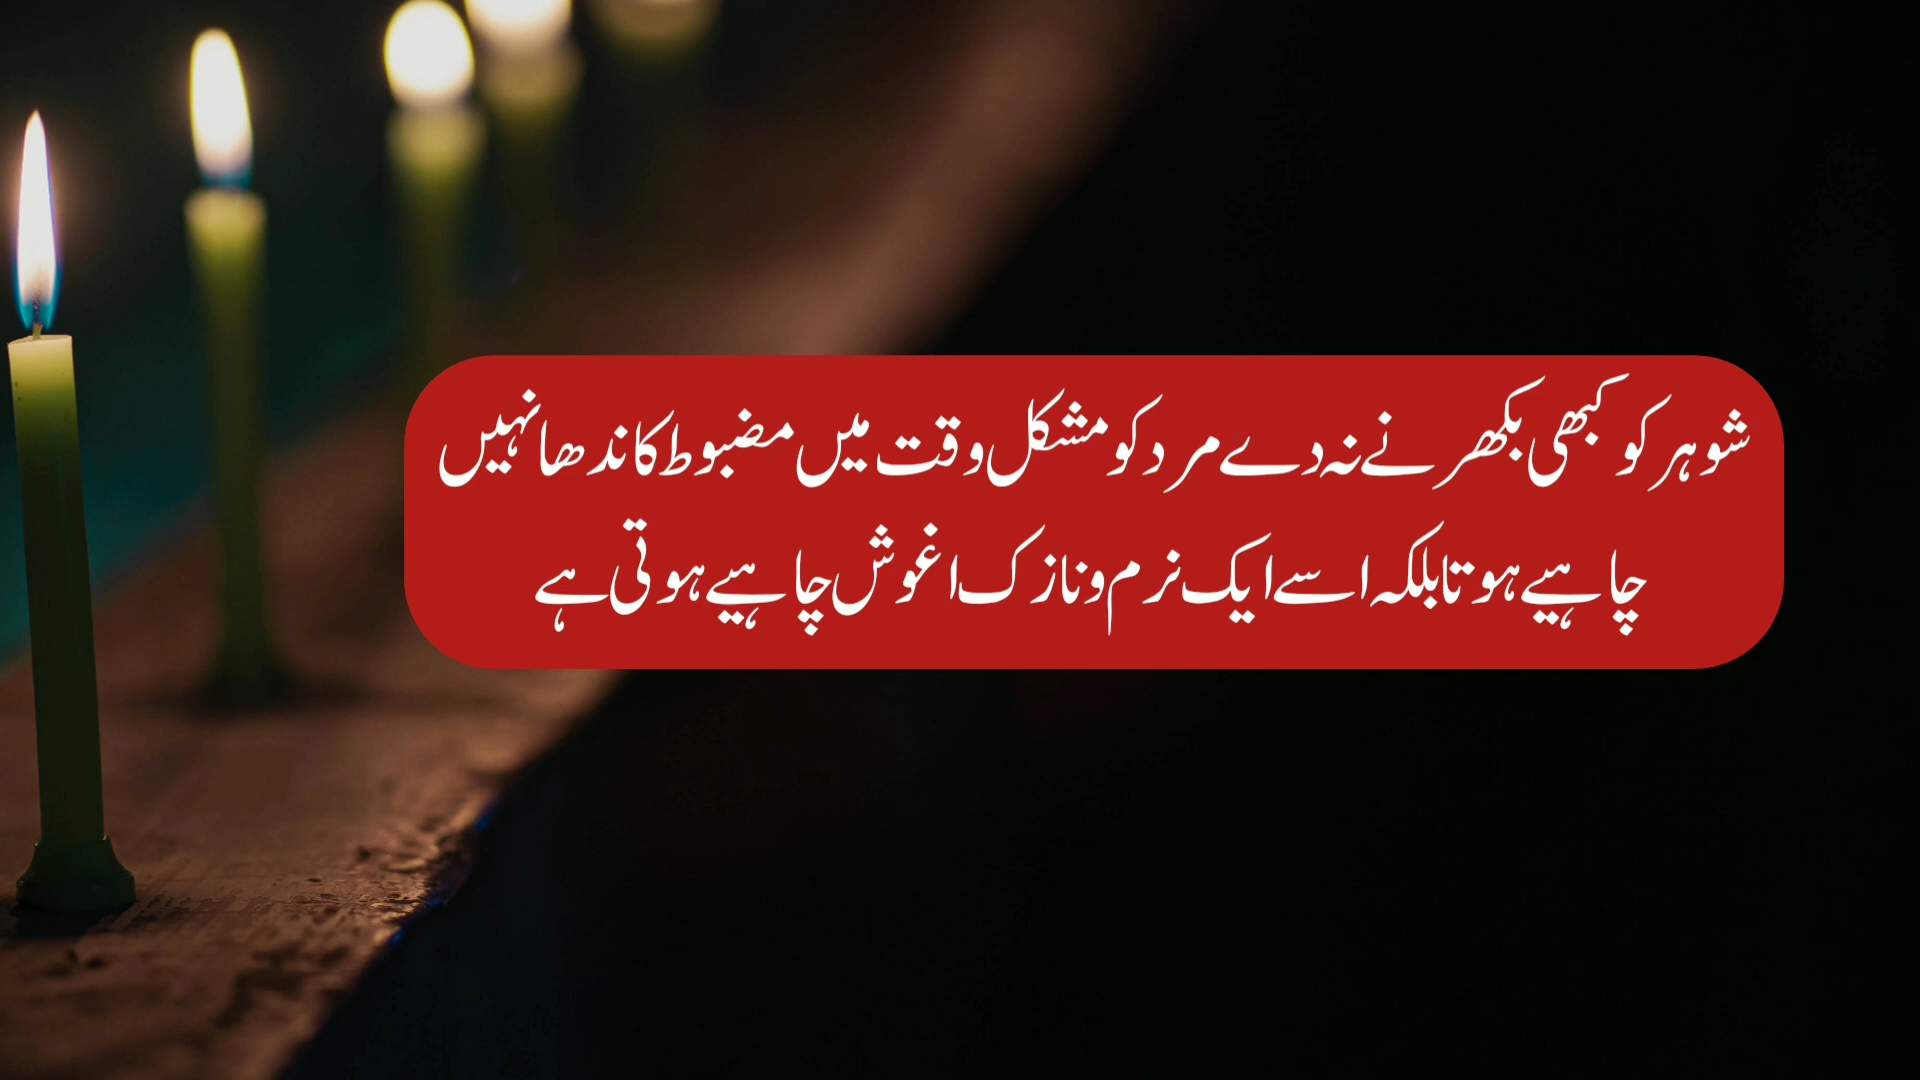 شوہر کو کبھی بکھرنے نہ دے مرد کو مشکل وقت میں مضبوط کاندھا نہیں
چاہیے ہوتا بلکہ اسے ایک نرم و نازک اغوش چاہیے ہوتی ہے